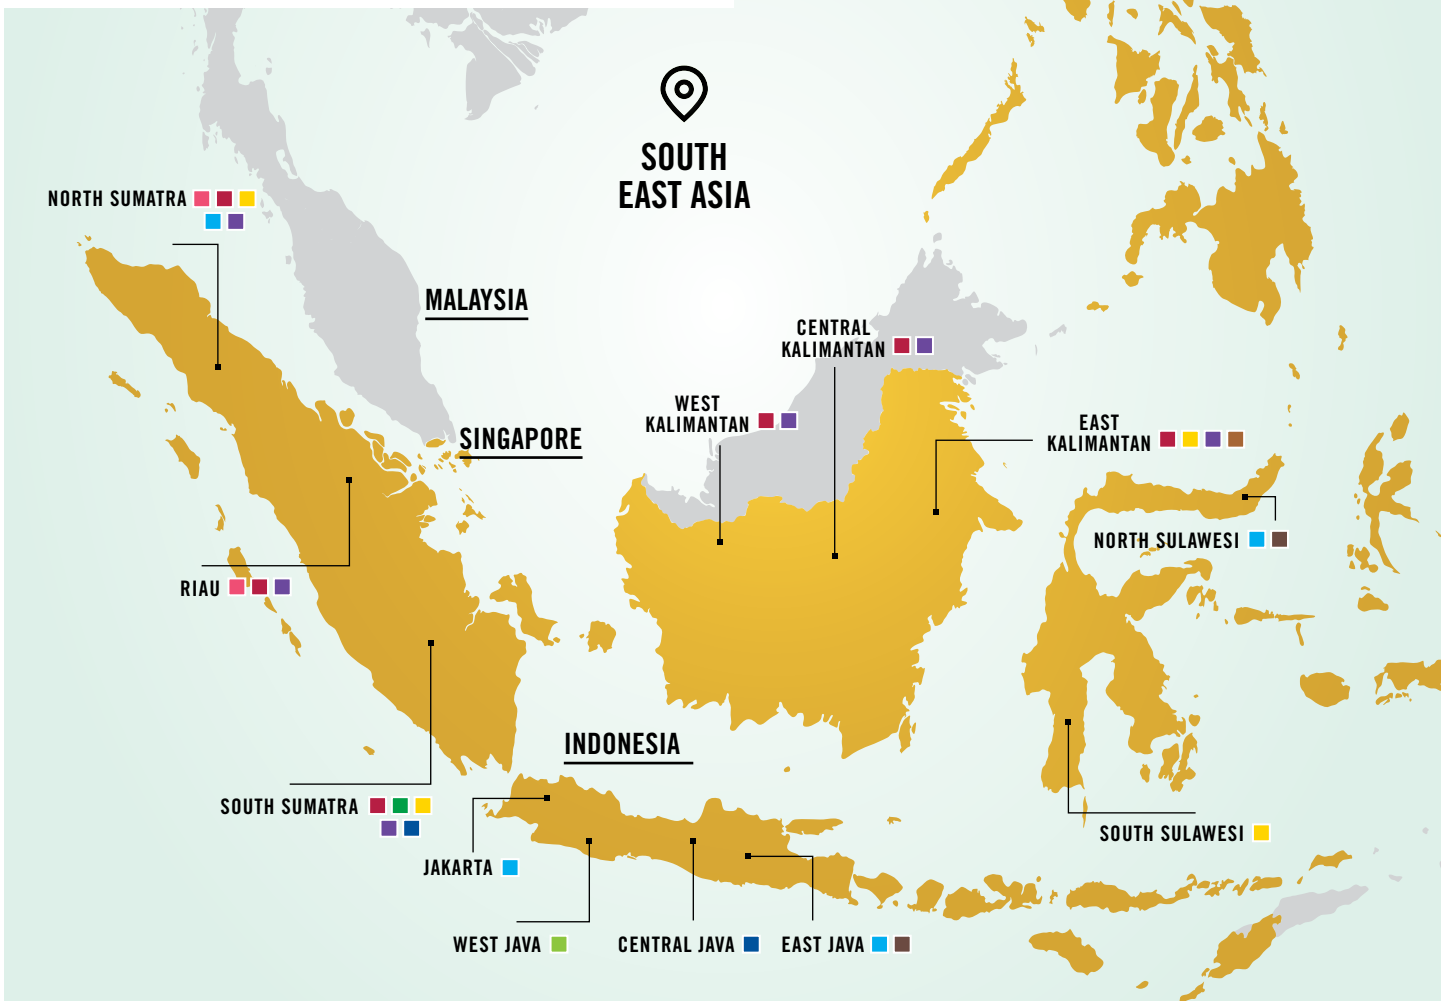 SOUTH
EAST ASIA
NORTH SUMATRA
MALAYSIA
CENTRAL
KALIMANTAN
WEST
KALIMANTAN
EAST
KALIMANTAN
SINGAPORE
NORTH SULAWESI
RIAU
INDONESIA
SOUTH SUMATRA
SOUTH SULAWESI
JAKARTA
WEST JAVA
CENTRAL JAVA
EAST JAVA